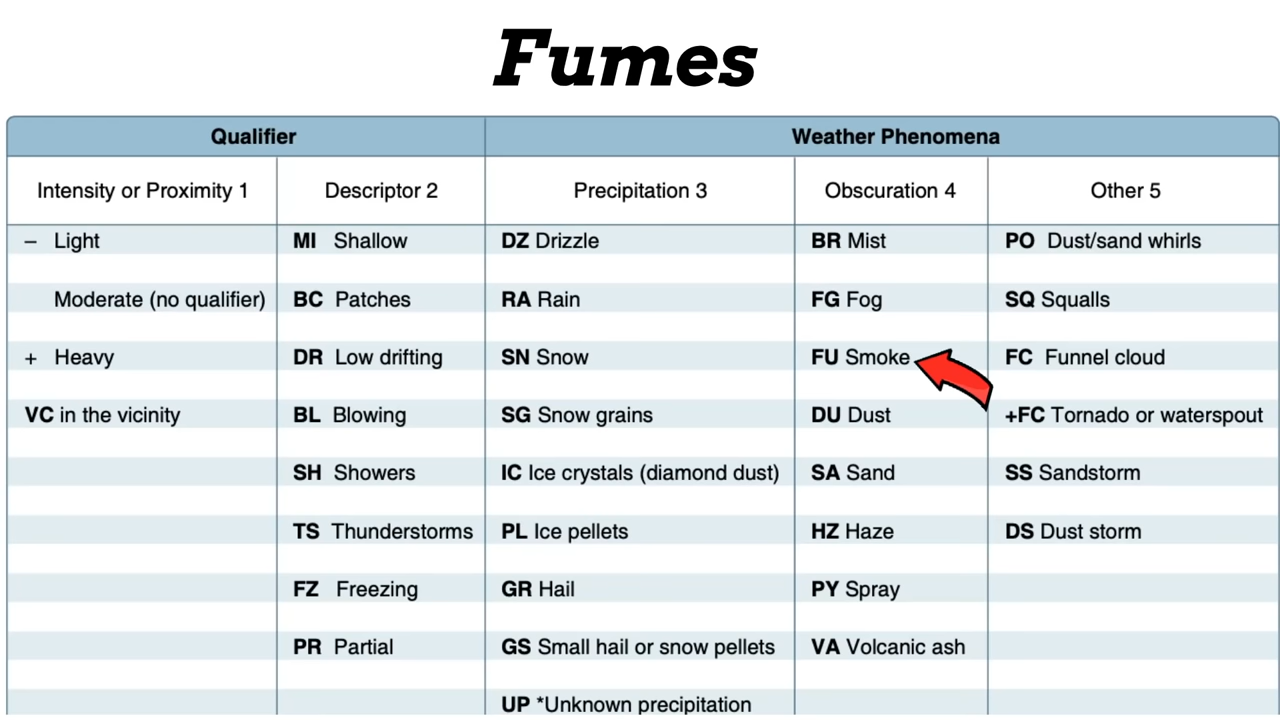 Fumes
Qualifier Weather Phenomena
Intensity or Proximity 1 Descriptor 2 Precipitation 3 Obscuration 4 Other 5
– Light MI Shallow DZ Drizzle BR Mist PO Dust/sand whirls
Moderate (no qualifier) BC Patches RA Rain FG Fog SQ Squalls
+ Heavy DR Low drifting SN Snow FU Smoke FC Funnel cloud
VC in the vicinity BL Blowing SG Snow grains DU Dust +FC Tornado or waterspout
SH Showers IC Ice crystals (diamond dust) SA Sand SS Sandstorm
TS Thunderstorms PL Ice pellets HZ Haze DS Dust storm
FZ Freezing GR Hail PY Spray
PR Partial GS Small hail or snow pellets VA Volcanic ash
UP *Unknown precipitation